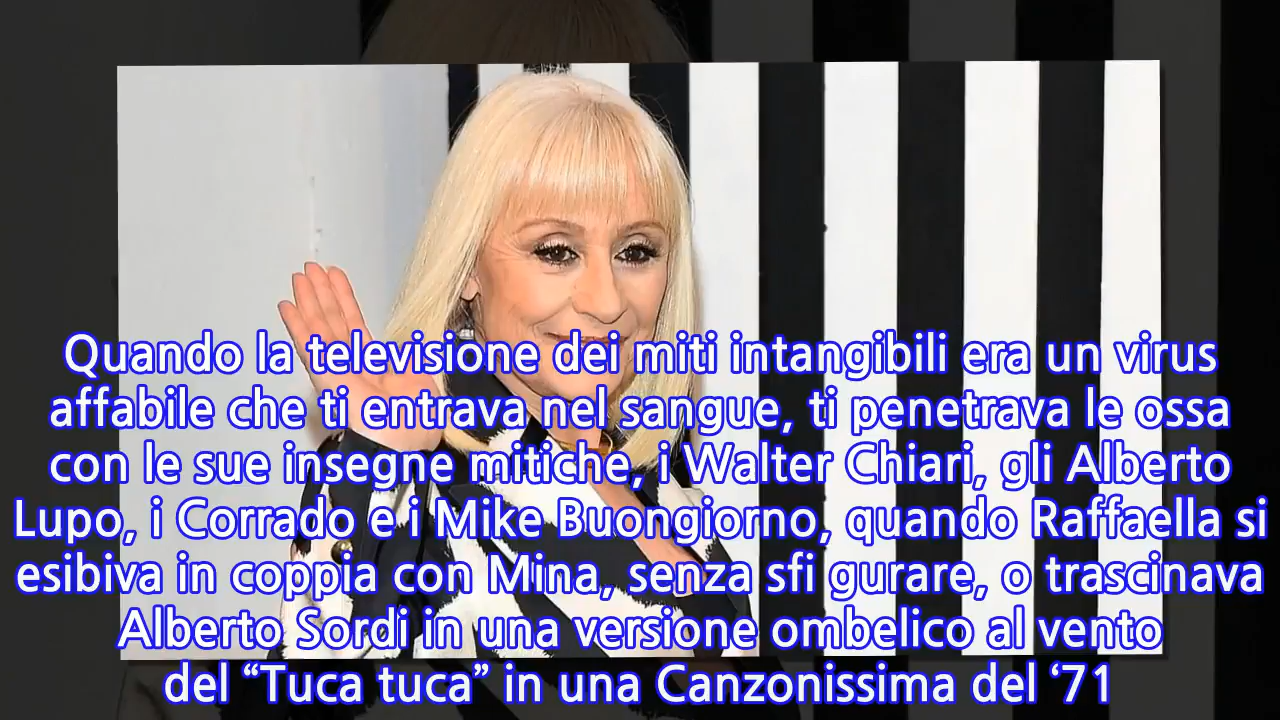 Quando la televisione dei miti intangibili era un virus
affabile che ti entrava nel sangue, ti penetrava le ossa
con le sue insegne mitiche, i Walter Chiari, gli Alberto
Lupo, i Corrado e i Mike Buongiorno, quando Raffaella si
esibiva in coppia con Mina, senza sfi gurare, o trascinava
Alberto Sordi in una versione ombelico al vento
del “Tuca tuca” in una Canzonissima del ‘71